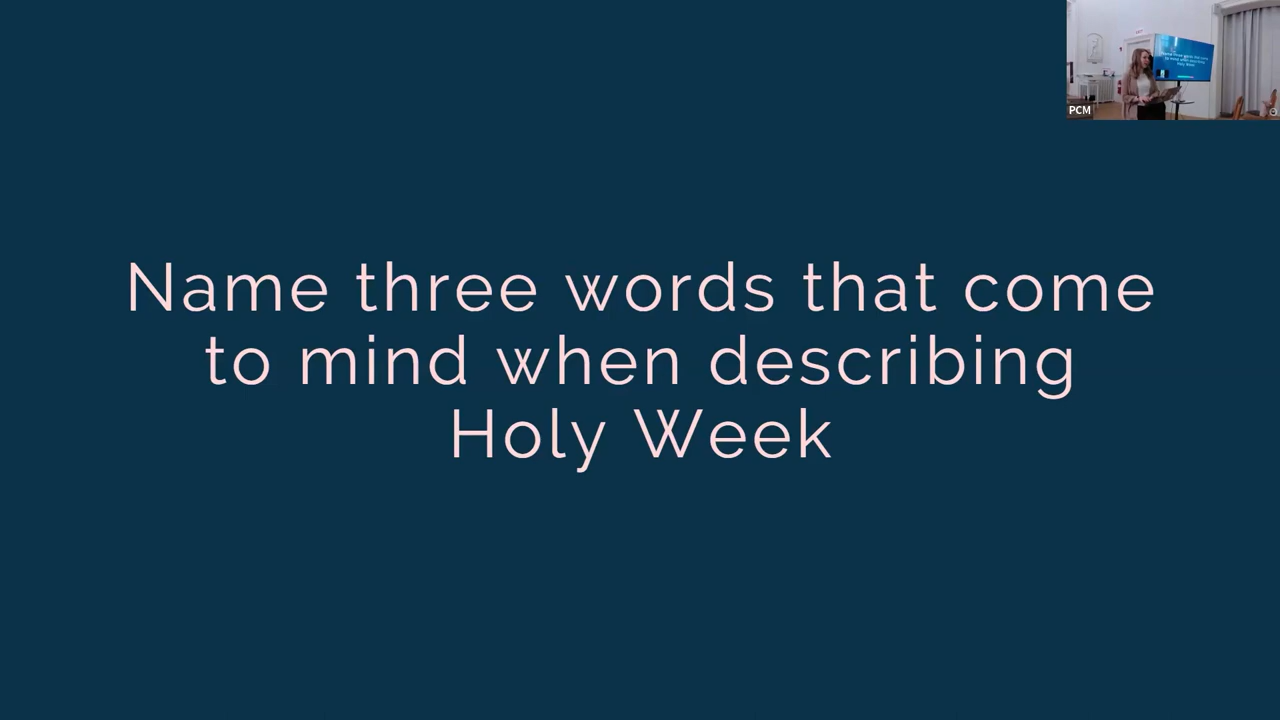 Name three words that come
to mind when describing
Holy Week
PCM